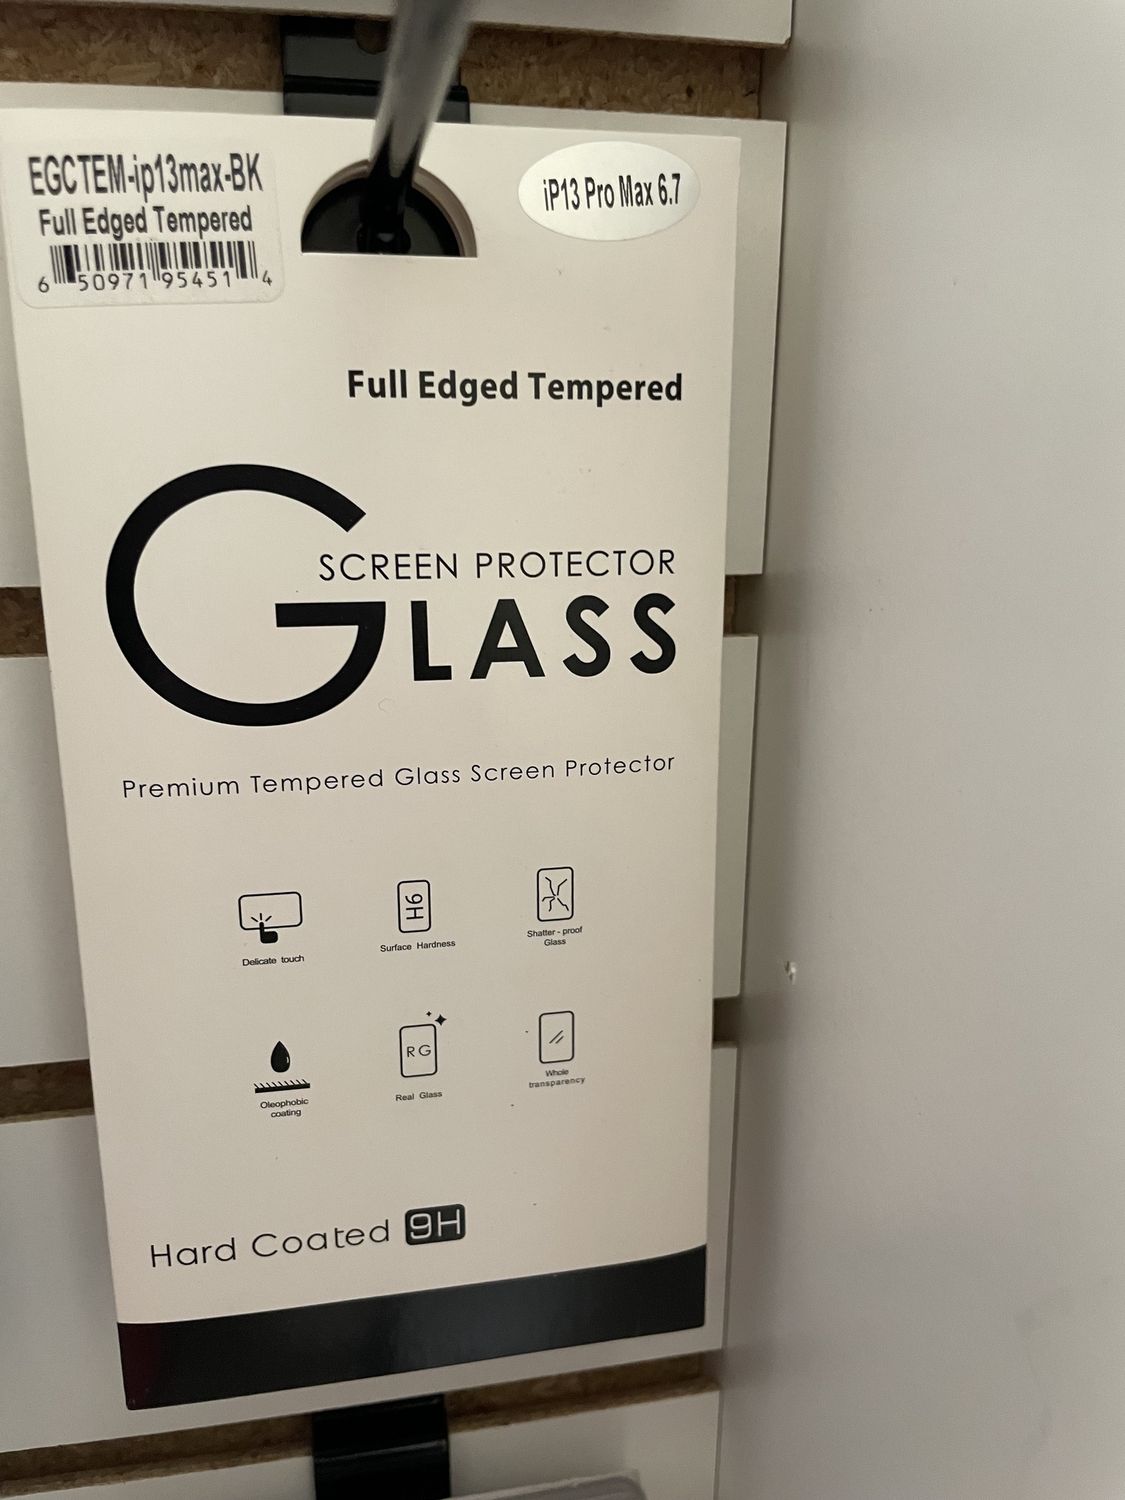 EGCTEM-ip13max-BK
Full Edged Tempered
6 50971 95451 4
iP13 Pro Max 6.7
Full Edged Tempered
SCREEN PROTECTOR
GLASS
Premium Tempered Glass Screen Protector
Delicate touch
H6
Surface Hardness
Shatter - proof
Glass
Oleophobic
coating
RG
Real Glass
Whole
transparency
Hard Coated 9H